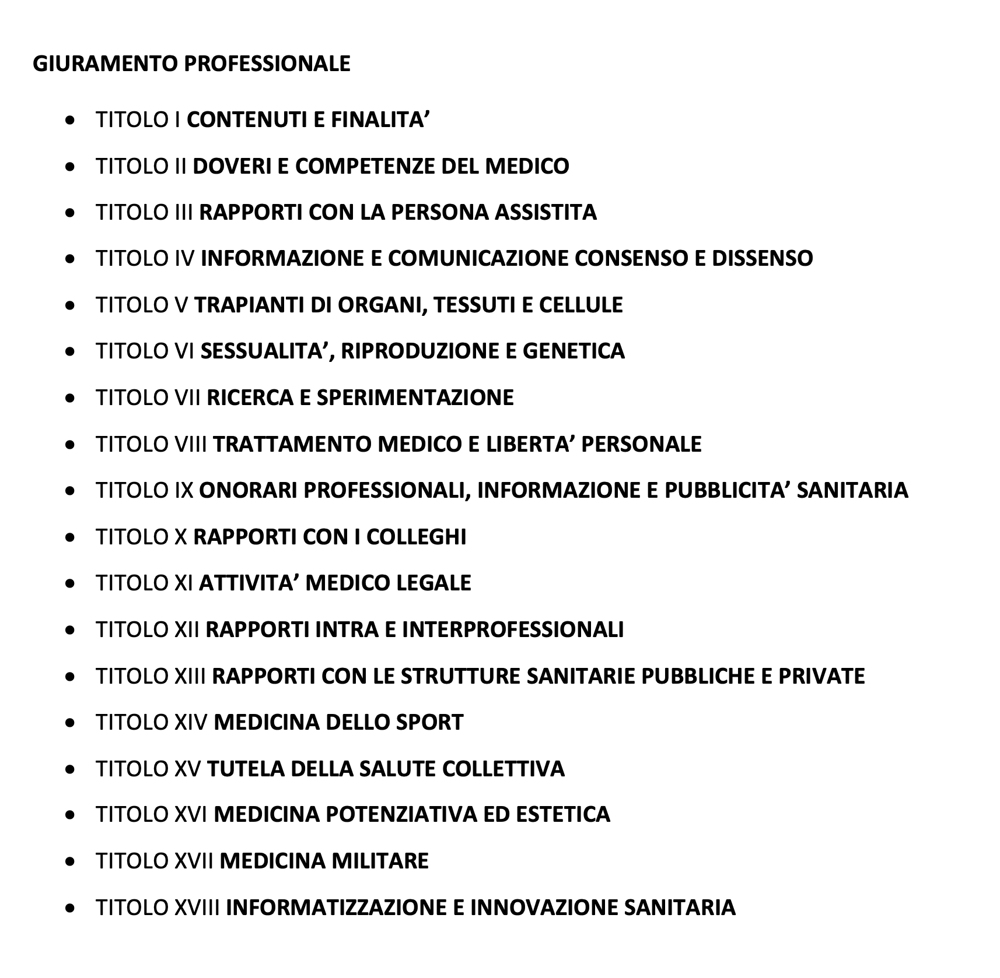 GIURAMENTO PROFESSIONALE
• TITOLO I CONTENUTI E FINALITA’
• TITOLO II DOVERI E COMPETENZE DEL MEDICO
• TITOLO III RAPPORTI CON LA PERSONA ASSISTITA
• TITOLO IV INFORMAZIONE E COMUNICAZIONE CONSENSO E DISSENSO
• TITOLO V TRAPIANTI DI ORGANI, TESSUTI E CELLULE
• TITOLO VI SESSUALITA’, RIPRODUZIONE E GENETICA
• TITOLO VII RICERCA E SPERIMENTAZIONE
• TITOLO VIII TRATTAMENTO MEDICO E LIBERTA’ PERSONALE
• TITOLO IX ONORARI PROFESSIONALI, INFORMAZIONE E PUBBLICITA’ SANITARIA
• TITOLO X RAPPORTI CON I COLLEGHI
• TITOLO XI ATTIVITA’ MEDICO LEGALE
• TITOLO XII RAPPORTI INTRA E INTERPROFESSIONALI
• TITOLO XIII RAPPORTI CON LE STRUTTURE SANITARIE PUBBLICHE E PRIVATE
• TITOLO XIV MEDICINA DELLO SPORT
• TITOLO XV TUTELA DELLA SALUTE COLLETTIVA
• TITOLO XVI MEDICINA POTENZIATIVA ED ESTETICA
• TITOLO XVII MEDICINA MILITARE
• TITOLO XVIII INFORMATIZZAZIONE E INNOVAZIONE SANITARIA